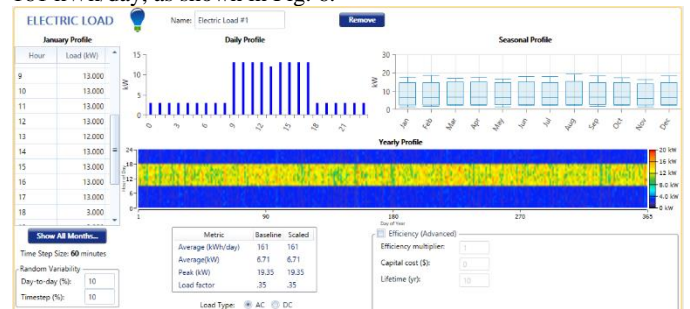 ELECTRIC LOAD
Name: Electric Load #1
Remove
January Profile
Hour Load (kW)
9 13.000
10 13.000
11 13.000
12 13.000
13 12.000
14 13.000
15 13.000
16 13.000
17 13.000
18 3.000
Show All Months...
Time Step Size: 60 minutes
Random Variability
Day-to-day (%): 10
Timestep (%): 10
Daily Profile
kW
15
10
5
0
0 3 6 9 12 15 18 21
Seasonal Profile
kW
30
20
10
0
Jan Feb Mar Apr May Jun Jul Aug Sep Oct Nov Dec
Yearly Profile
Hour of Day
24
18
12
6
0
1 90 180 270 365
Day of Year
20 kW
16 kW
12 kW
8.0 kW
4.0 kW
0 kW
Metric Baseline Scaled
Average (kWh/day) 161 161
Average(kW) 6.71 6.71
Peak (kW) 19.35 19.35
Load factor .35 .35
Load Type: AC DC
Efficiency (Advanced)
Efficiency multiplier: 1
Capital cost ($): 0
Lifetime (yr): 10